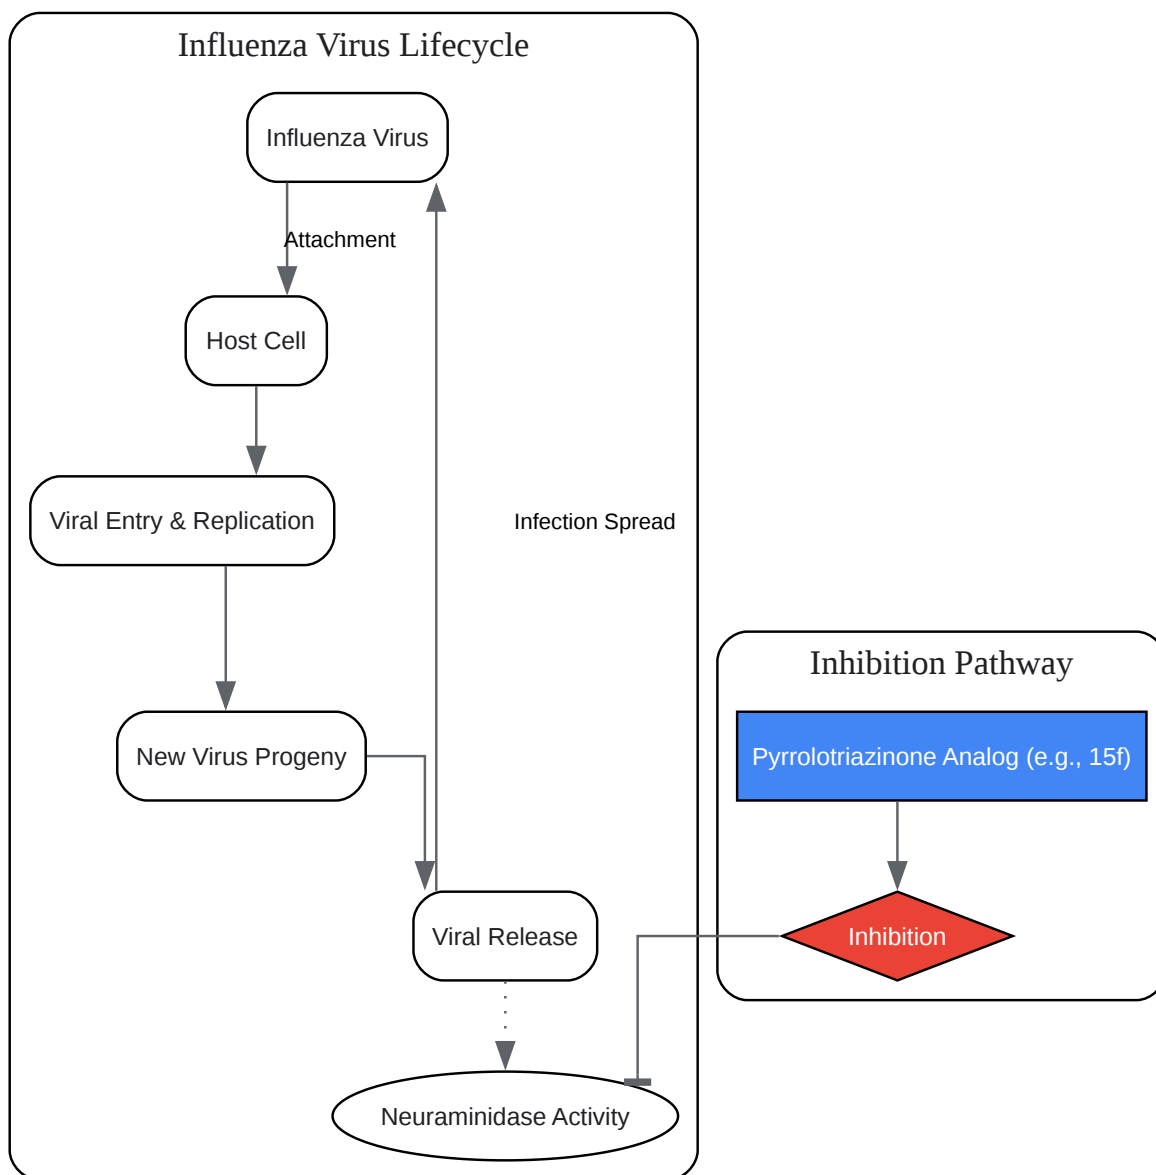 Influenza Virus Lifecycle
Influenza Virus
Attachment
Host Cell
Viral Entry & Replication
Infection Spread
New Virus Progeny
Viral Release
Neuraminidase Activity
Inhibition Pathway
Pyrrolotriazinone Analog (e.g., 15f)
Inhibition